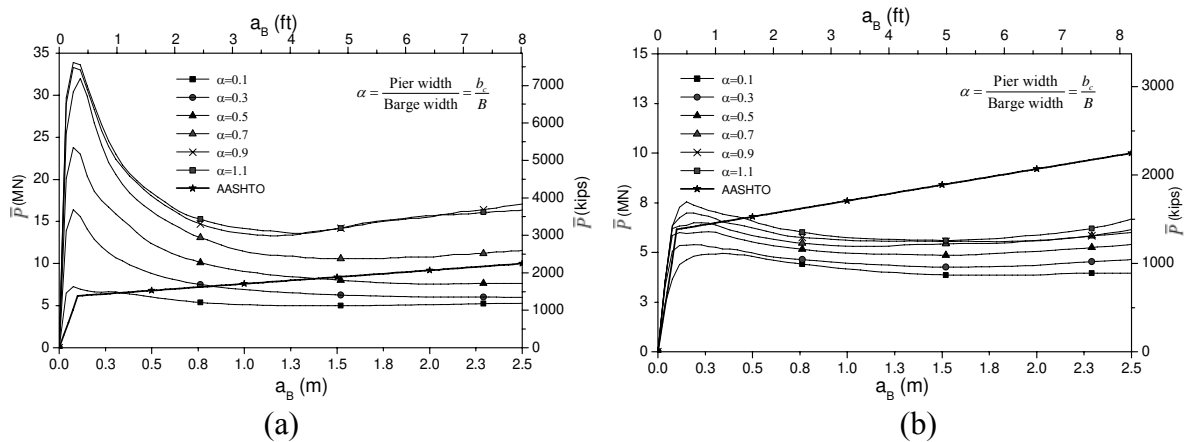 a_B (ft)
0 1 2 3 4 5 6 7 8
35
30
25
20
15
10
5
0
P̅ (MN)
α=0.1
α=0.3
α=0.5
α=0.7
α=0.9
α=1.1
AASHTO
α = Pier width / Barge width = b_c / B
7000
6000
5000
4000
3000
2000
1000
0
P̅ (kips)
0.0 0.3 0.5 0.8 1.0 1.3 1.5 1.8 2.0 2.3 2.5
a_B (m)
(a)
a_B (ft)
0 1 2 3 4 5 6 7 8
15
13
10
8
5
3
0
P̅ (MN)
α=0.1
α=0.3
α=0.5
α=0.7
α=0.9
α=1.1
AASHTO
α = Pier width / Barge width = b_c / B
3000
2000
1000
0
P̅ (kips)
0.0 0.3 0.5 0.8 1.0 1.3 1.5 1.8 2.0 2.3 2.5
a_B (m)
(b)